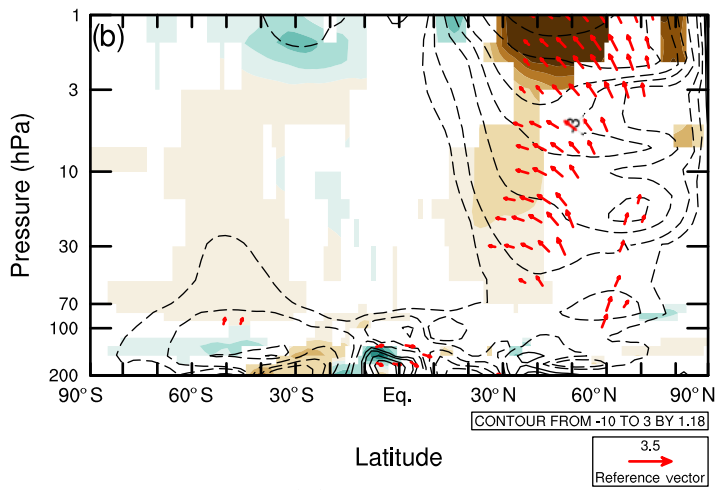 (b)
1
3
10
30
70
100
200
Pressure (hPa)
3
90°S
60°S
30°S
Eq.
30°N
60°N
90°N
CONTOUR FROM -10 TO 3 BY 1.18
Latitude
3.5
Reference vector